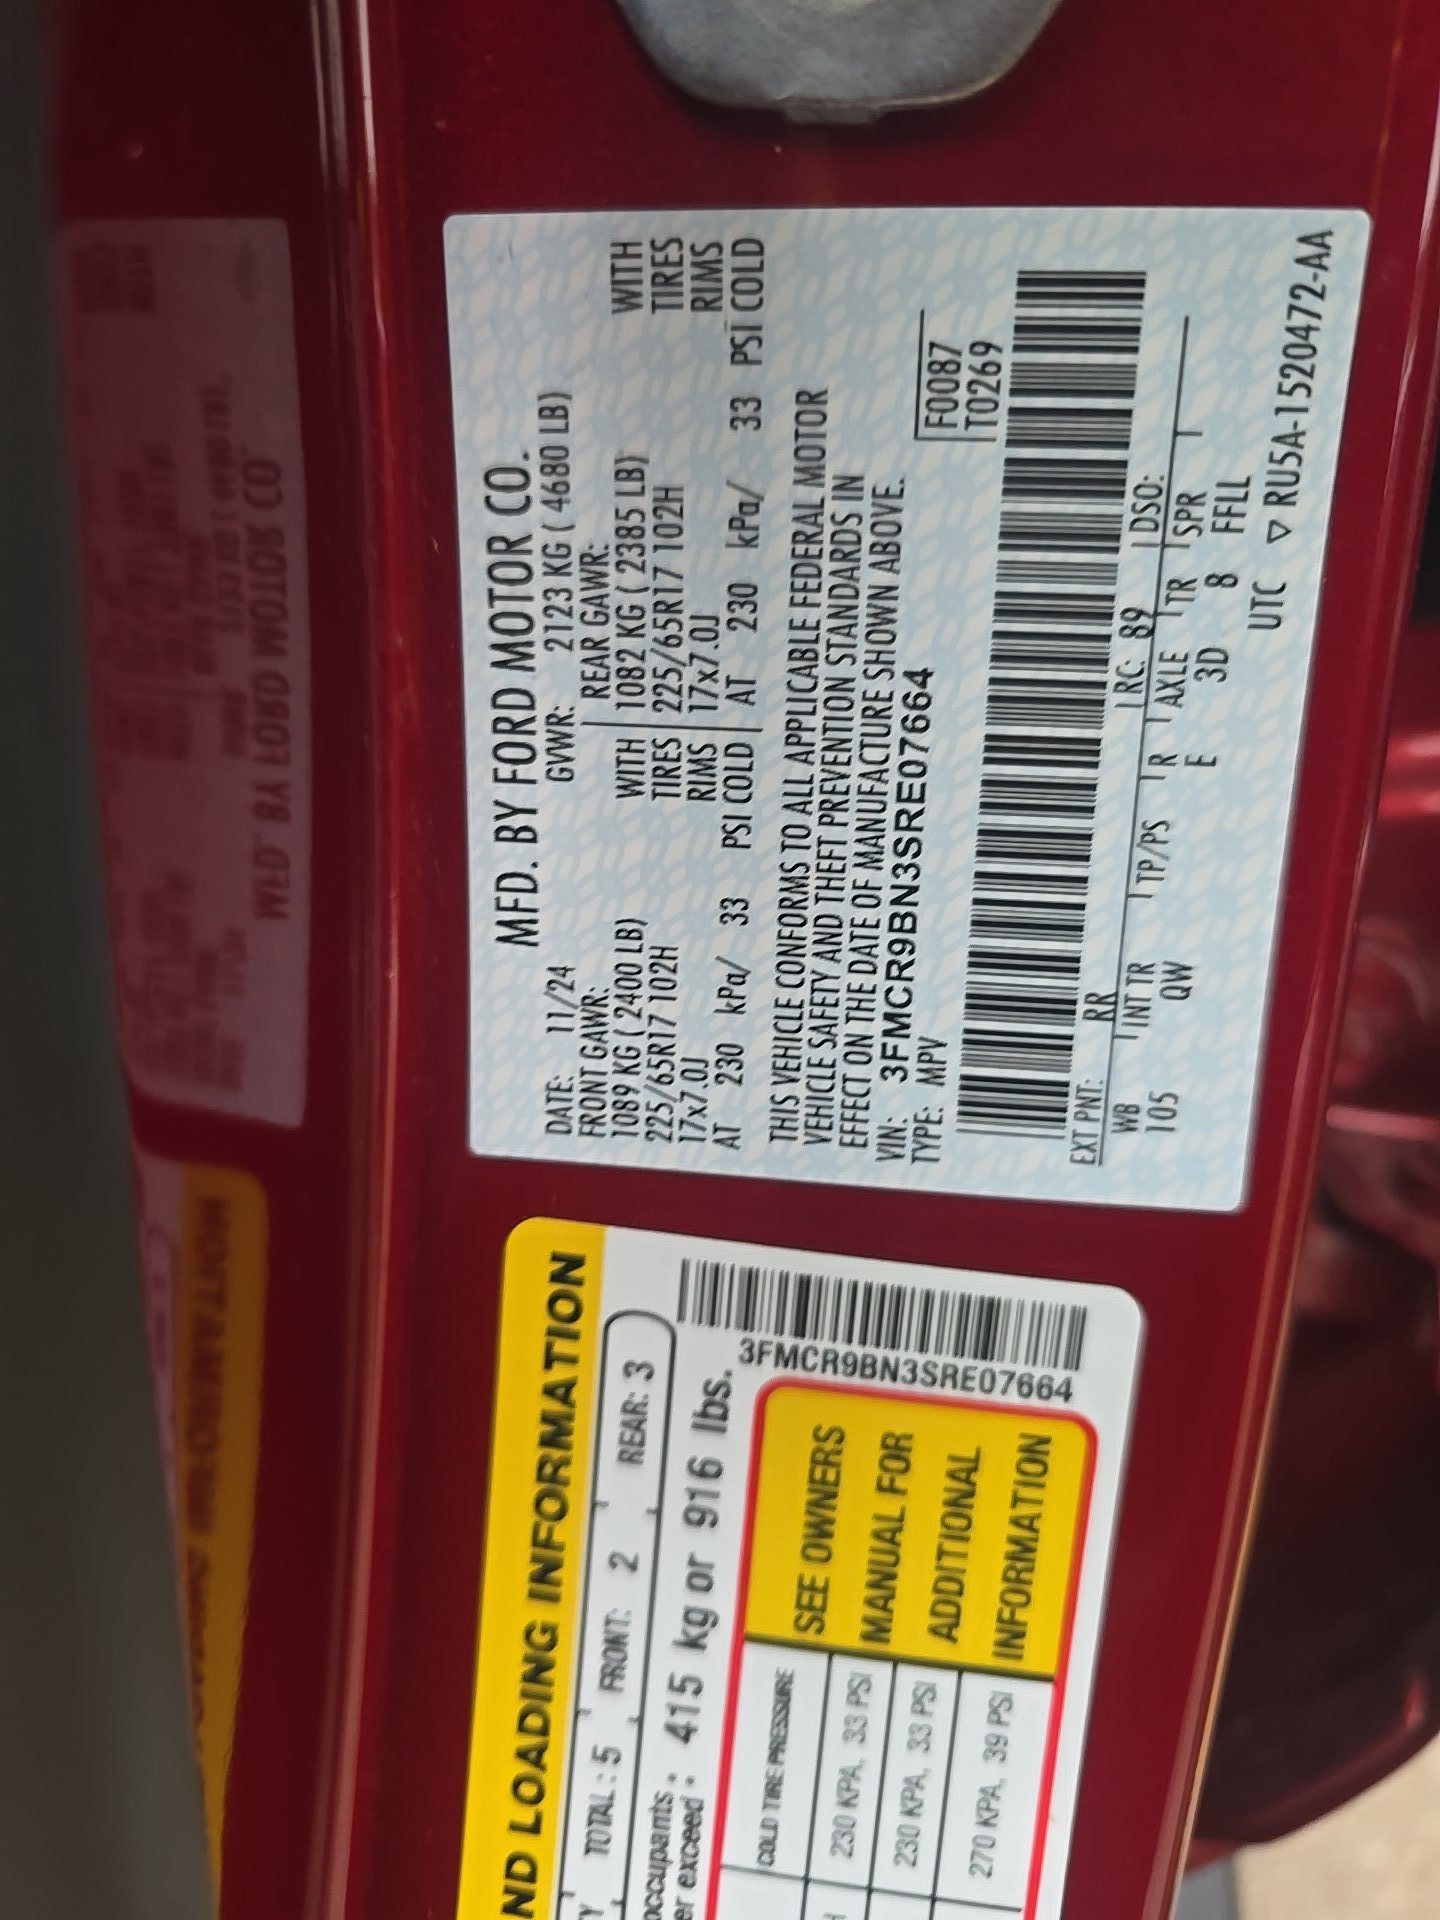 MFD. BY FORD MOTOR CO.
DATE: 11/24 GVWR: 2123 KG ( 4680 LB)
FRONT GAWR: REAR GAWR:
1089 KG ( 2400 LB) WITH 1082 KG ( 2385 LB) WITH
225/65R17 102H TIRES 225/65R17 102H TIRES
17x7.0J RIMS 17x7.0J RIMS
AT 230 kPa/ 33 PSI COLD AT 230 kPa/ 33 PSI COLD
THIS VEHICLE CONFORMS TO ALL APPLICABLE FEDERAL MOTOR
VEHICLE SAFETY AND THEFT PREVENTION STANDARDS IN
EFFECT ON THE DATE OF MANUFACTURE SHOWN ABOVE.
VIN: 3FMCR9BN3SRE07664
TYPE: MPV
F0087
T0269
EXT PNT: RR RC: 89 DSO:
WB INT TR TP/PS R AXLE TR SPR
105 QW E 3D 8 FFLL
UTC ▽ RU5A-1520472-AA
ND LOADING INFORMATION
Y TOTAL : 5 FRONT: 2 REAR: 3
occupants
er exceed 415 kg or 916 lbs.
3FMCR9BN3SRE07664
COLD TIRE PRESSURE
230 KPA, 33 PSI
230 KPA, 33 PSI
270 KPA, 39 PSI
SEE OWNERS
MANUAL FOR
ADDITIONAL
INFORMATION